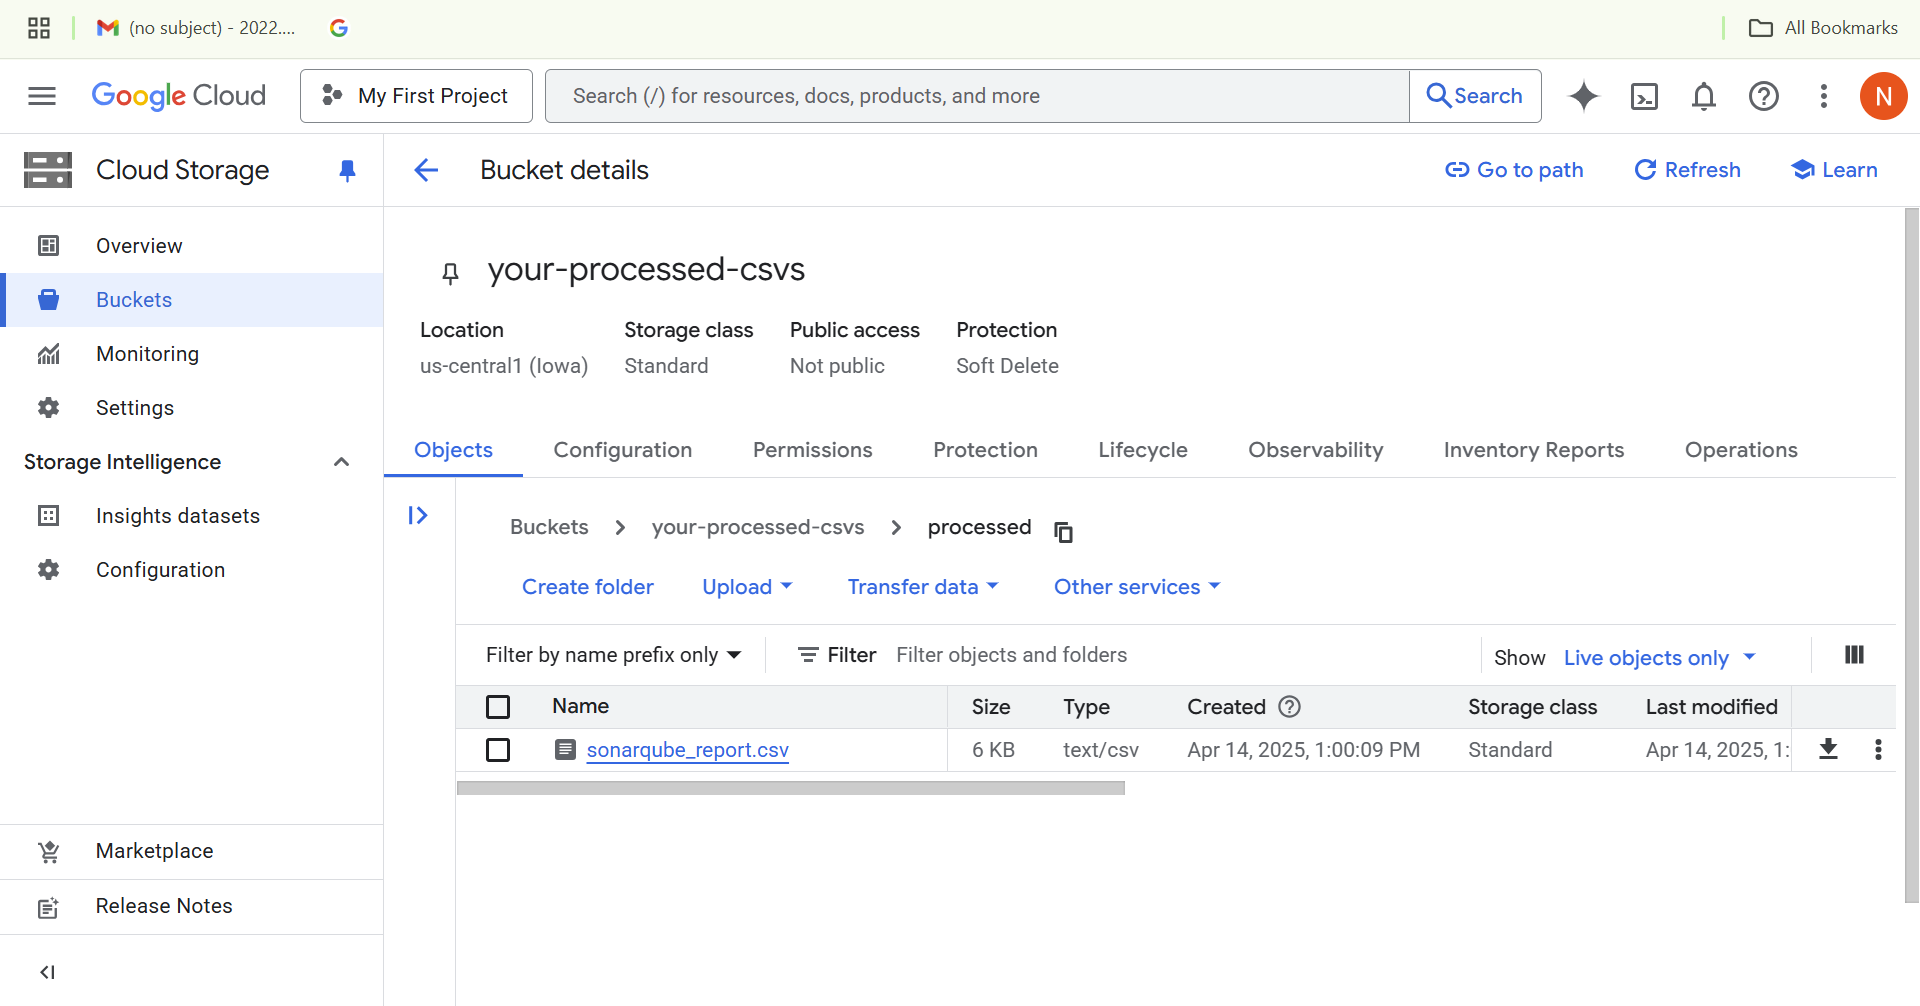 (no subject) - 2022....
All Bookmarks
Google Cloud
My First Project
Search (/) for resources, docs, products, and more
Search
N
Cloud Storage
Bucket details
Go to path
Refresh
Learn
Overview
Buckets
Monitoring
Settings
Storage Intelligence
Insights datasets
Configuration
Marketplace
Release Notes
your-processed-csvs
Location Storage class Public access Protection
us-central1 (Iowa) Standard Not public Soft Delete
Objects Configuration Permissions Protection Lifecycle Observability Inventory Reports Operations
Buckets > your-processed-csvs > processed
Create folder Upload Transfer data Other services
Filter by name prefix only Filter Filter objects and folders Show Live objects only
Name Size Type Created Storage class Last modified
sonarqube_report.csv 6 KB text/csv Apr 14, 2025, 1:00:09 PM Standard Apr 14, 2025, 1: